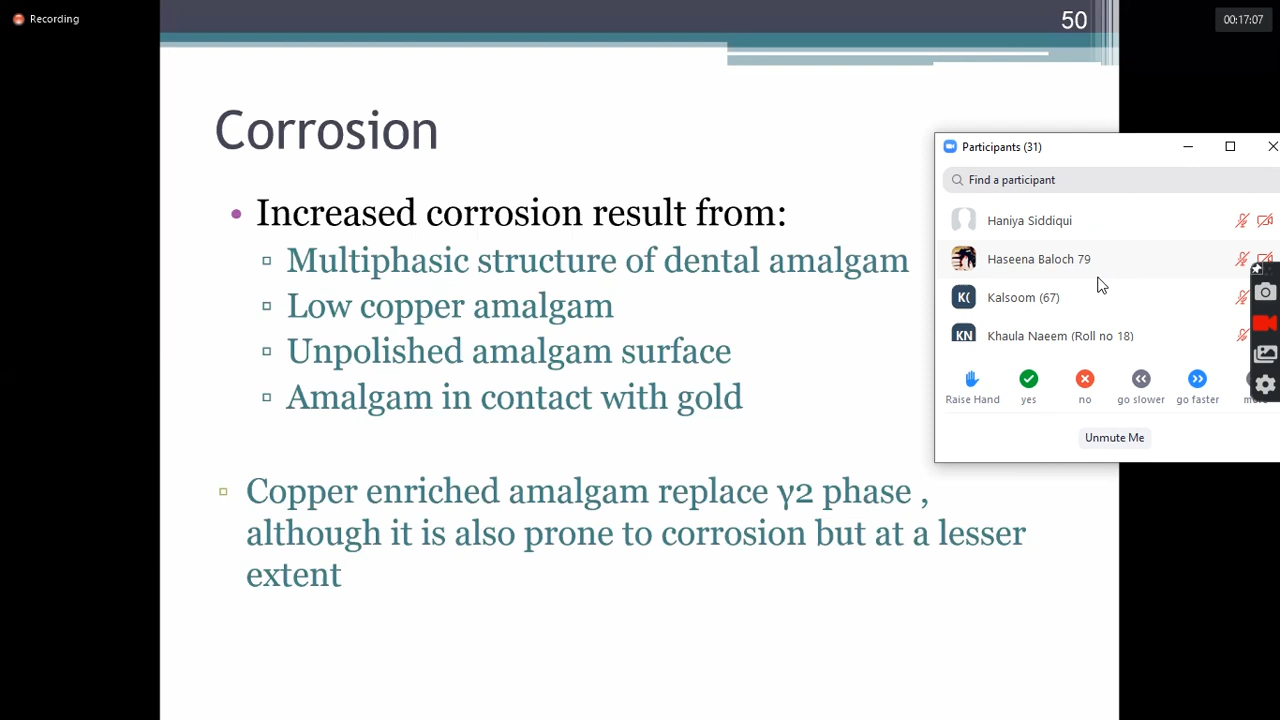 Recording
50
00:17:07
Corrosion
• Increased corrosion result from:
▫ Multiphasic structure of dental amalgam
▫ Low copper amalgam
▫ Unpolished amalgam surface
▫ Amalgam in contact with gold
▫ Copper enriched amalgam replace γ2 phase ,
although it is also prone to corrosion but at a lesser
extent
Participants (31)
Find a participant
Haniya Siddiqui
Haseena Baloch 79
K( Kalsoom (67)
KN Khaula Naeem (Roll no 18)
Raise Hand yes no go slower go faster
Unmute Me